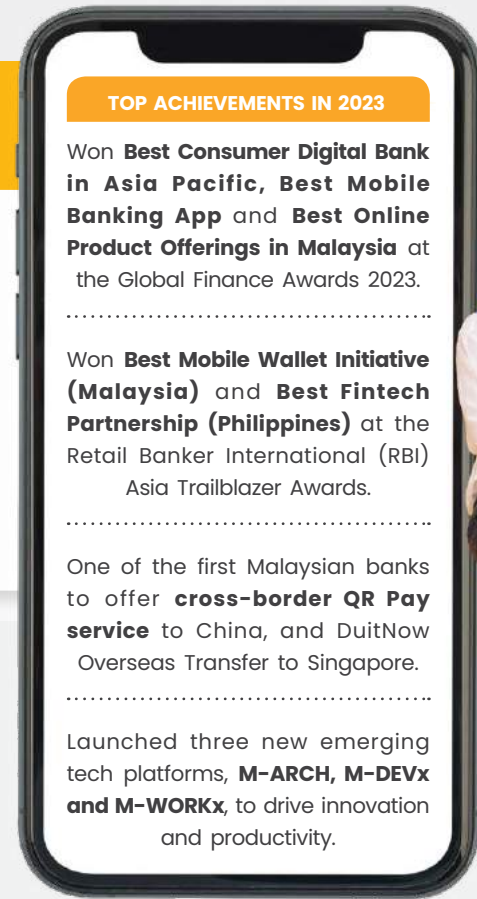 TOP ACHIEVEMENTS IN 2023
Won Best Consumer Digital Bank
in Asia Pacific, Best Mobile
Banking App and Best Online
Product Offerings in Malaysia at
the Global Finance Awards 2023.
Won Best Mobile Wallet Initiative
(Malaysia) and Best Fintech
Partnership (Philippines) at the
Retail Banker International (RBI)
Asia Trailblazer Awards.
One of the first Malaysian banks
to offer cross-border QR Pay
service to China, and DuitNow
Overseas Transfer to Singapore.
Launched three new emerging
tech platforms, M-ARCH, M-DEVx
and M-WORKx, to drive innovation
and productivity.